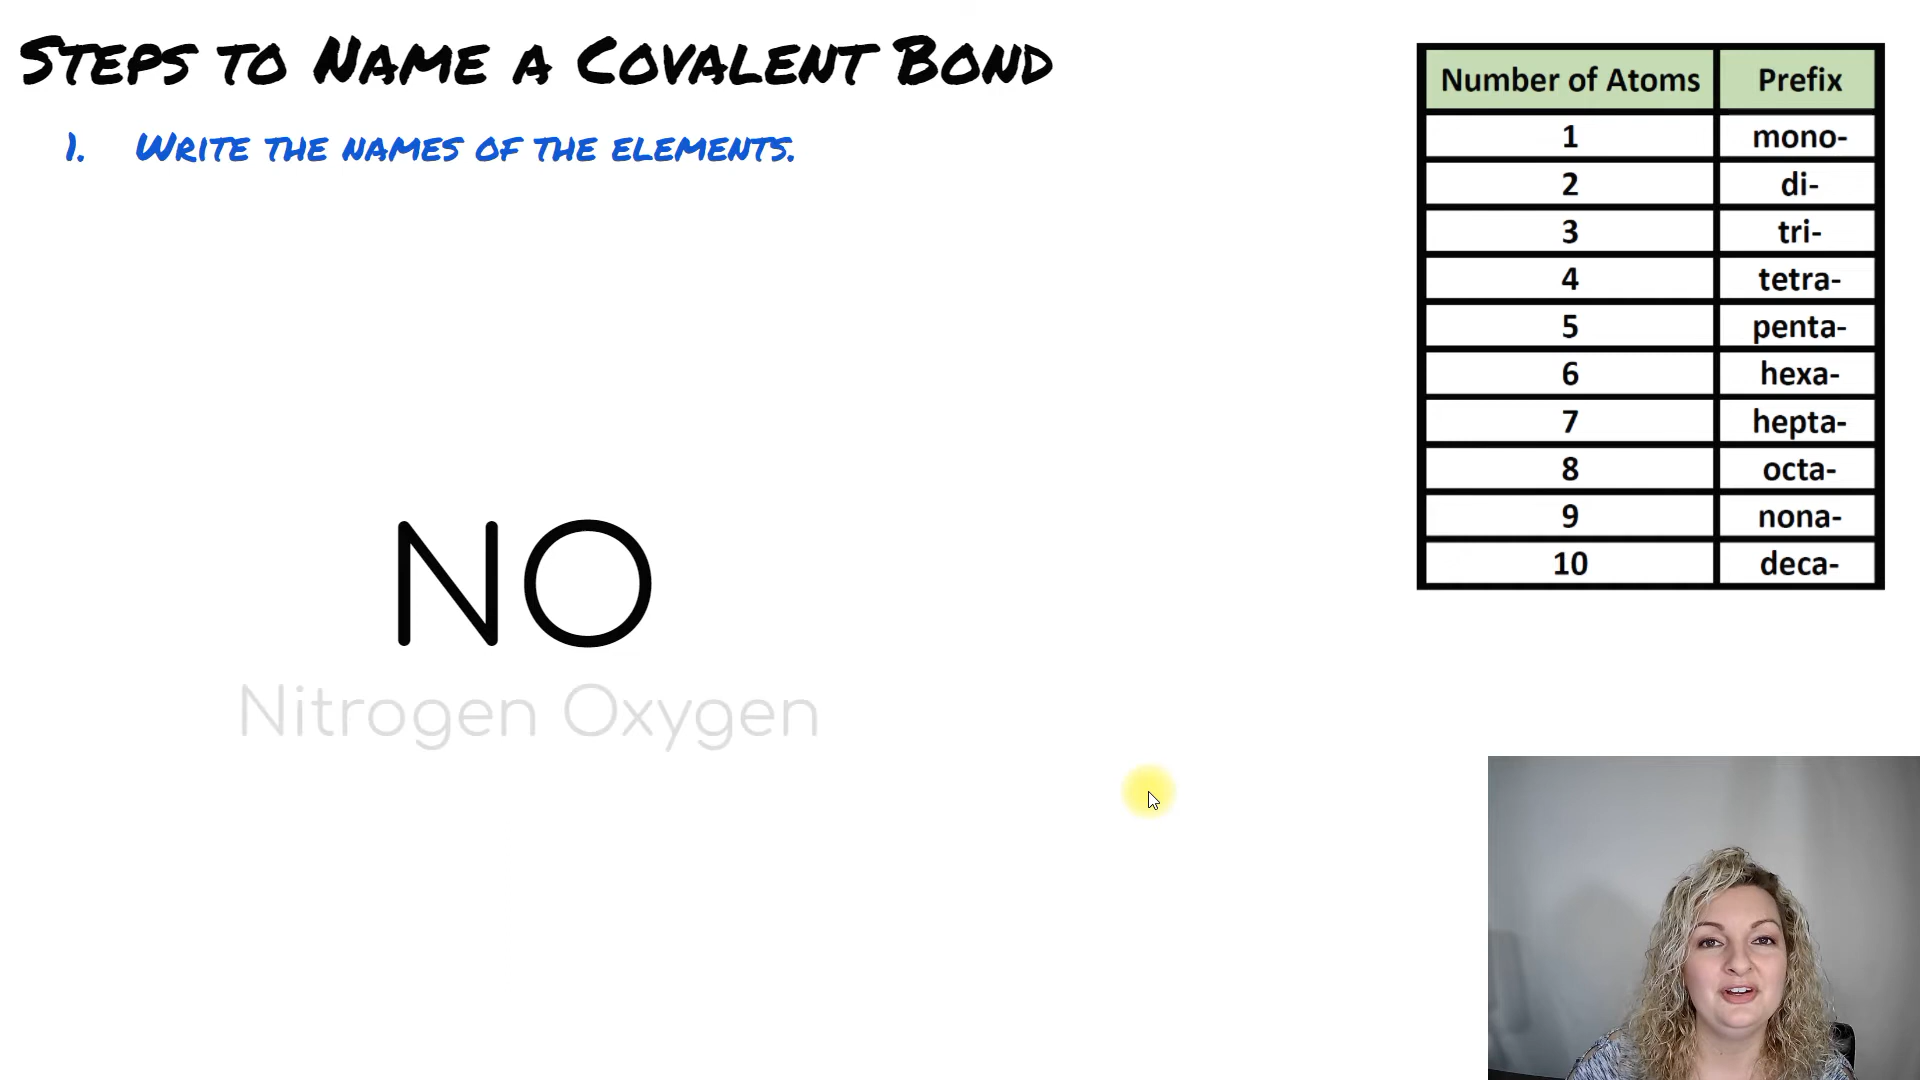 Steps to Name a Covalent Bond
1. Write the names of the elements.
Number of Atoms Prefix
1 mono-
2 di-
3 tri-
4 tetra-
5 penta-
6 hexa-
7 hepta-
8 octa-
9 nona-
10 deca-
NO
Nitrogen Oxygen